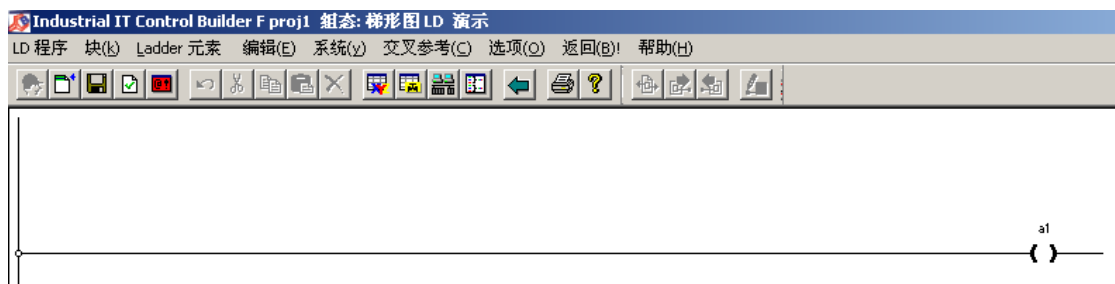 Industrial IT Control Builder F proj1 组态: 梯形图 LD 演示
LD 程序 块(k) Ladder 元素 编辑(E) 系统(y) 交叉参考(C) 选项(O) 返回(B)! 帮助(H)
a1